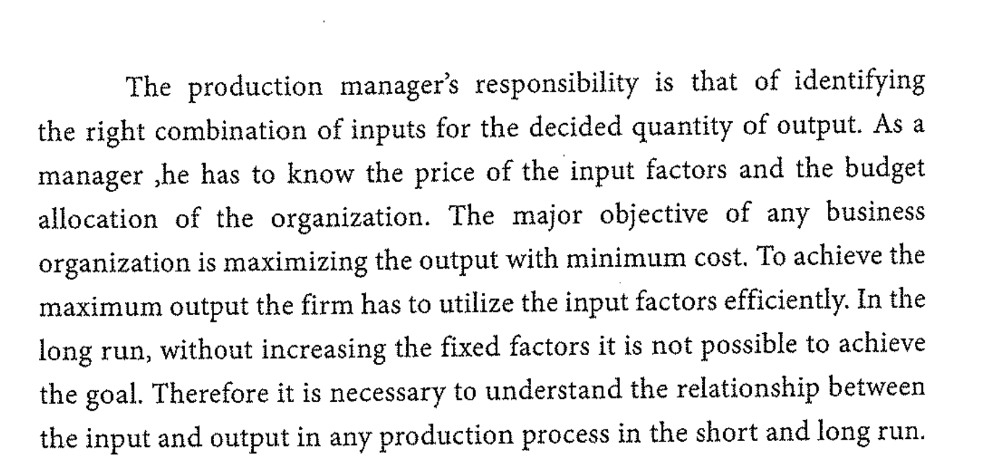 The production manager's responsibility is that of identifying
the right combination of inputs for the decided quantity of output. As a
manager ,he has to know the price of the input factors and the budget
allocation of the organization. The major objective of any business
organization is maximizing the output with minimum cost. To achieve the
maximum output the firm has to utilize the input factors efficiently. In the
long run, without increasing the fixed factors it is not possible to achieve
the goal. Therefore it is necessary to understand the relationship between
the input and output in any production process in the short and long run.